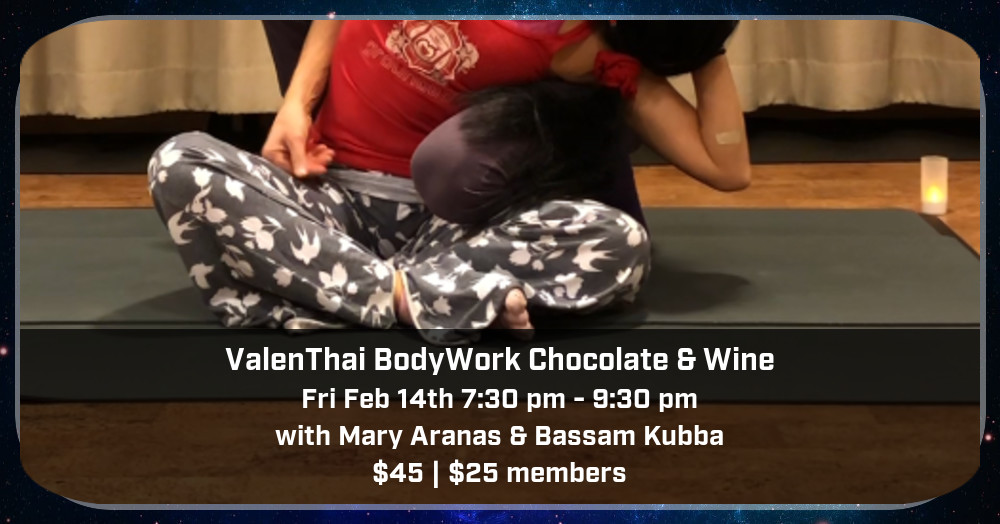 ValenThai BodyWork Chocolate & Wine
Fri Feb 14th 7:30 pm - 9:30 pm
with Mary Aranas & Bassam Kubba
$45 | $25 members